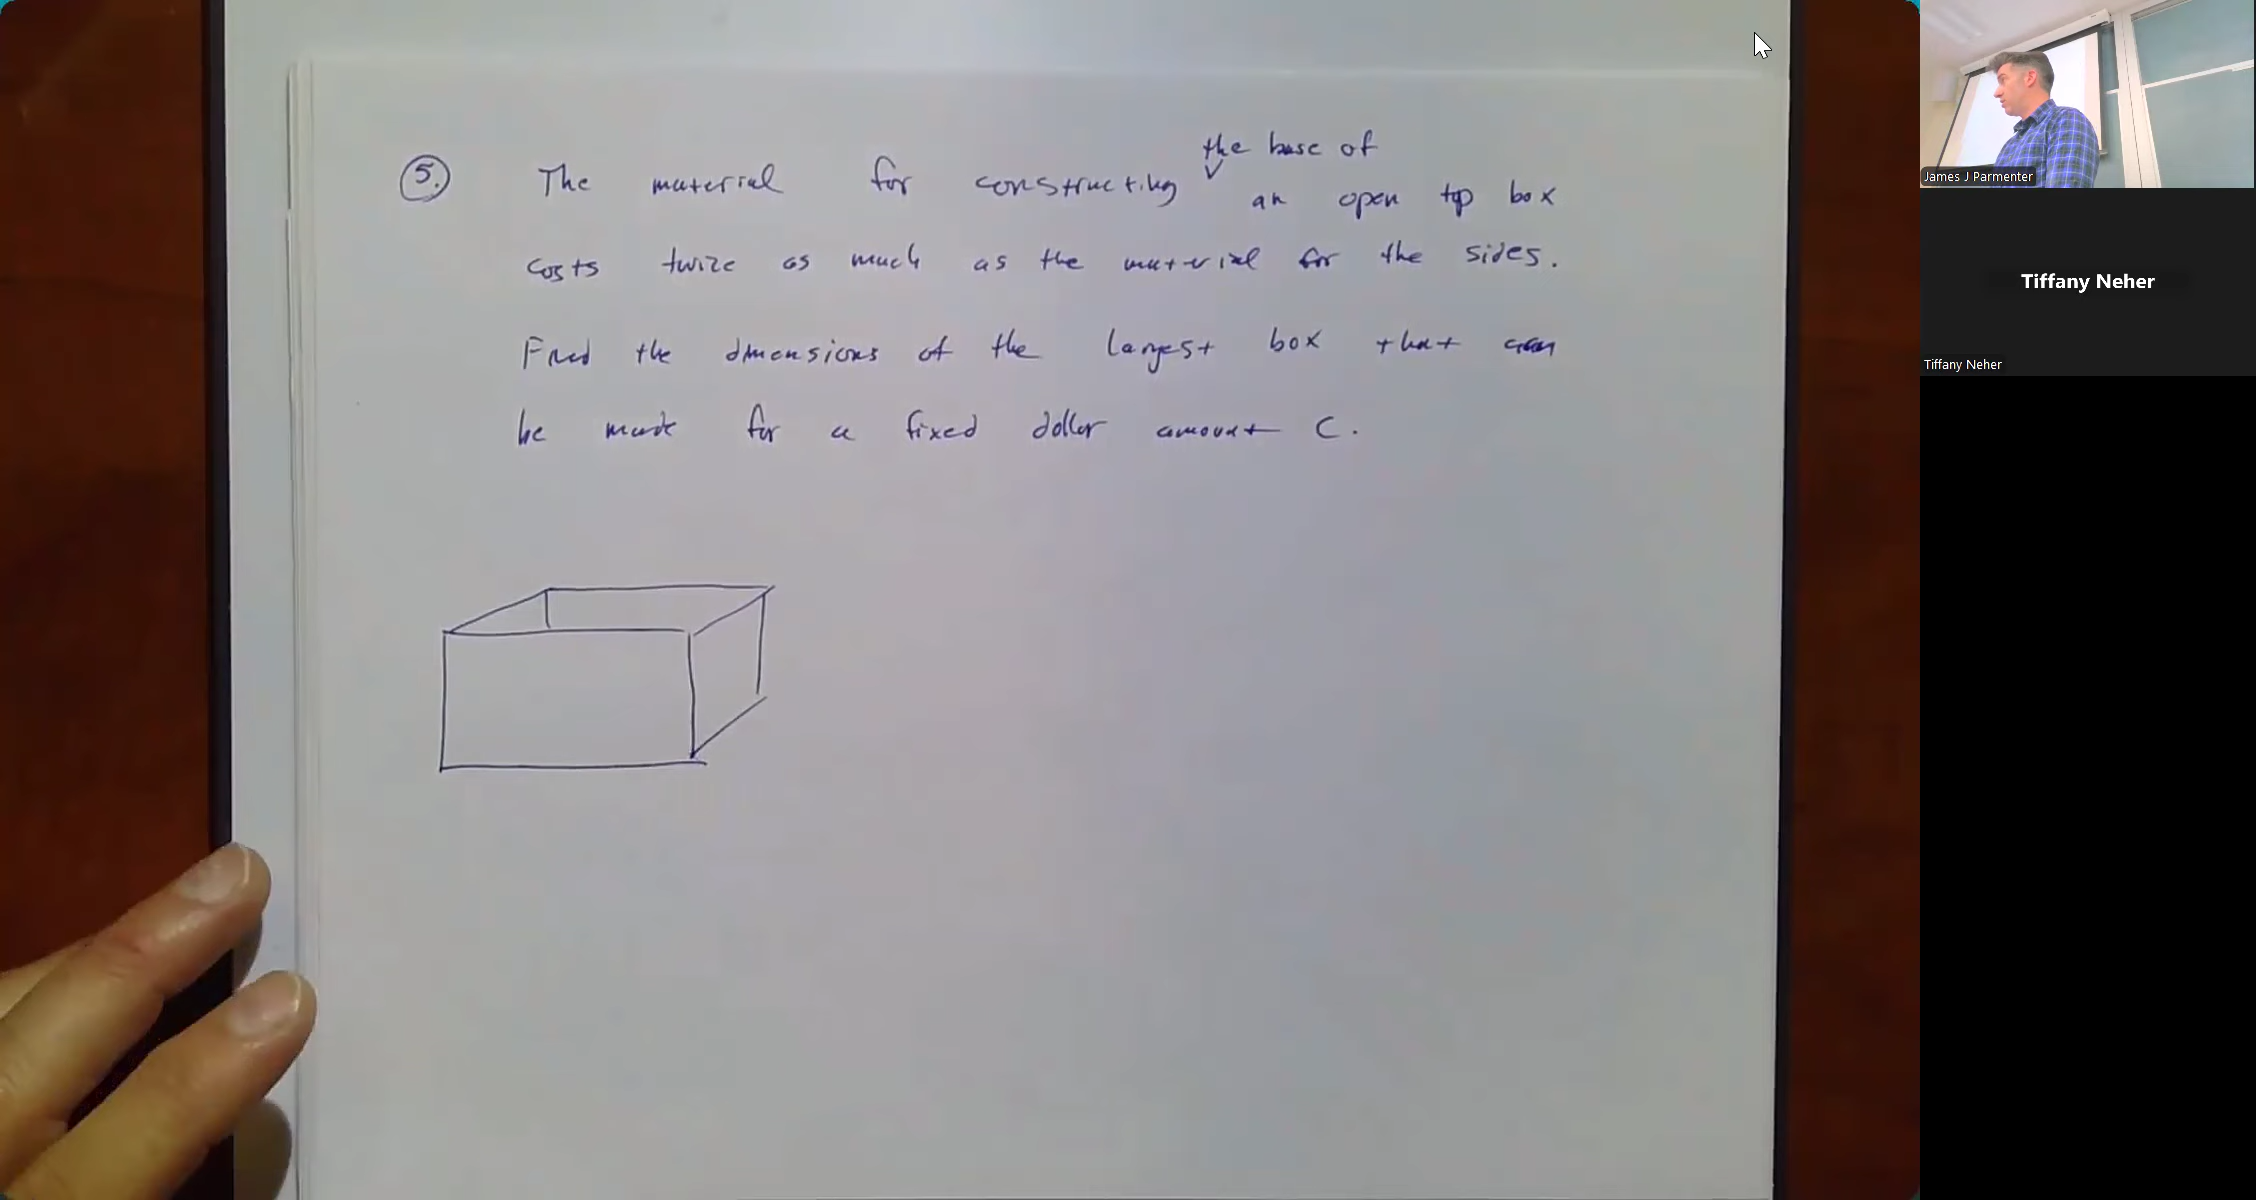 the base of
5. The material for constructing an open top box
costs twice as much as the material for the sides.
Find the dimensions of the largest box that can
be made for a fixed dollar amount C.
James J Parmenter
Tiffany Neher
Tiffany Neher